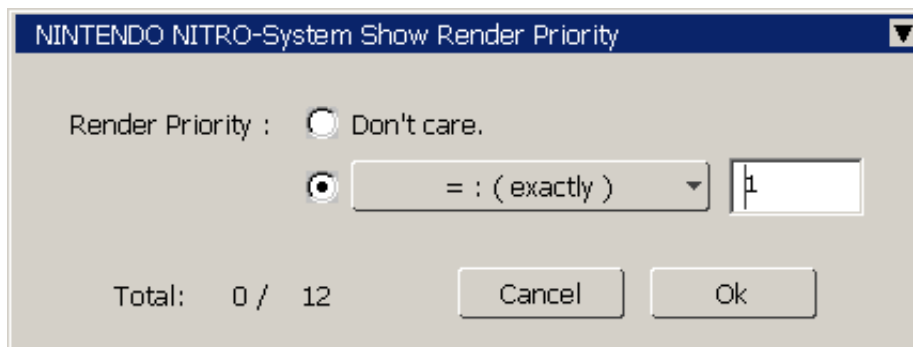 NINTENDO NITRO-System Show Render Priority
Render Priority : Don't care.
= : ( exactly ) 1
Total: 0 / 12 Cancel Ok